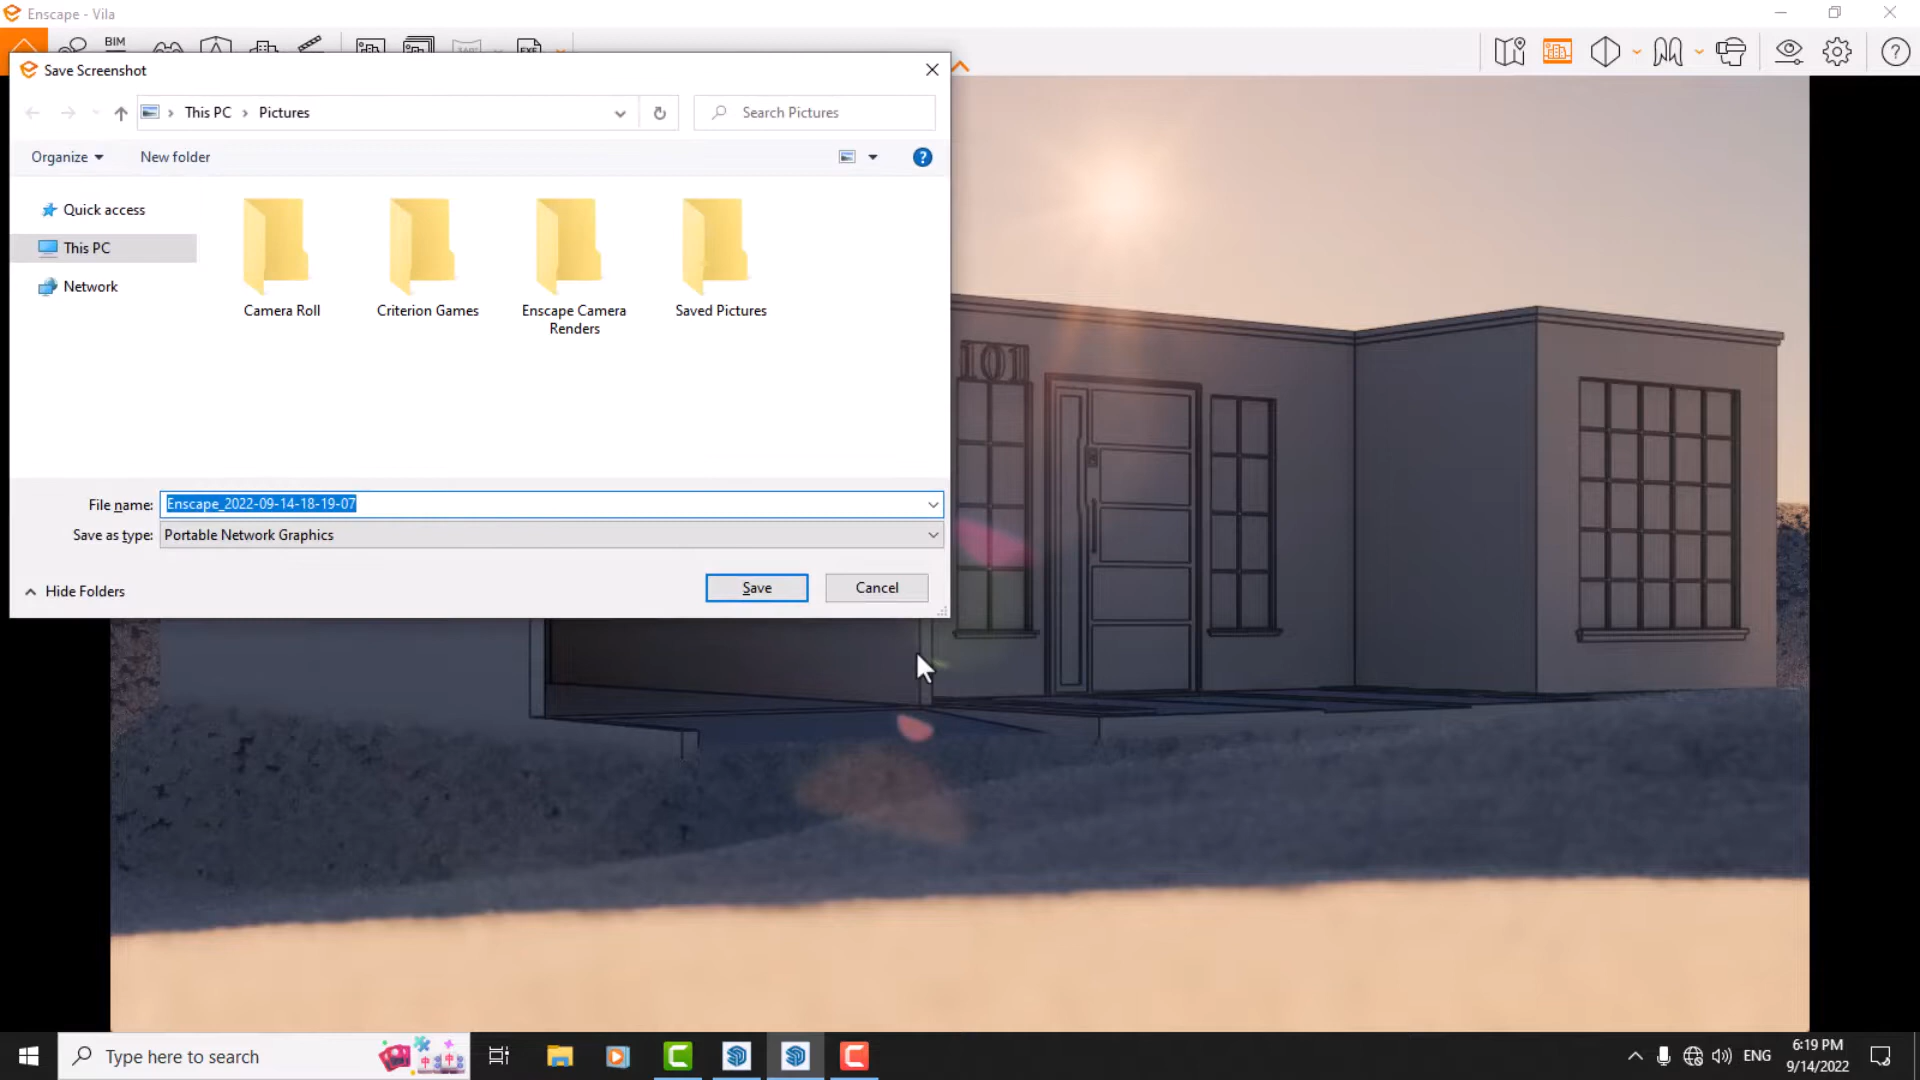 Enscape - Vila
BIM
360°
EXE
Save Screenshot
This PC
Pictures
Search Pictures
Organize
New folder
Quick access
This PC
Network
Camera Roll
Criterion Games
Enscape Camera
Renders
Saved Pictures
File name:
Enscape_2022-09-14-18-19-07
Save as type:
Portable Network Graphics
Hide Folders
Save
Cancel
101
Type here to search
ENG
6:19 PM
9/14/2022